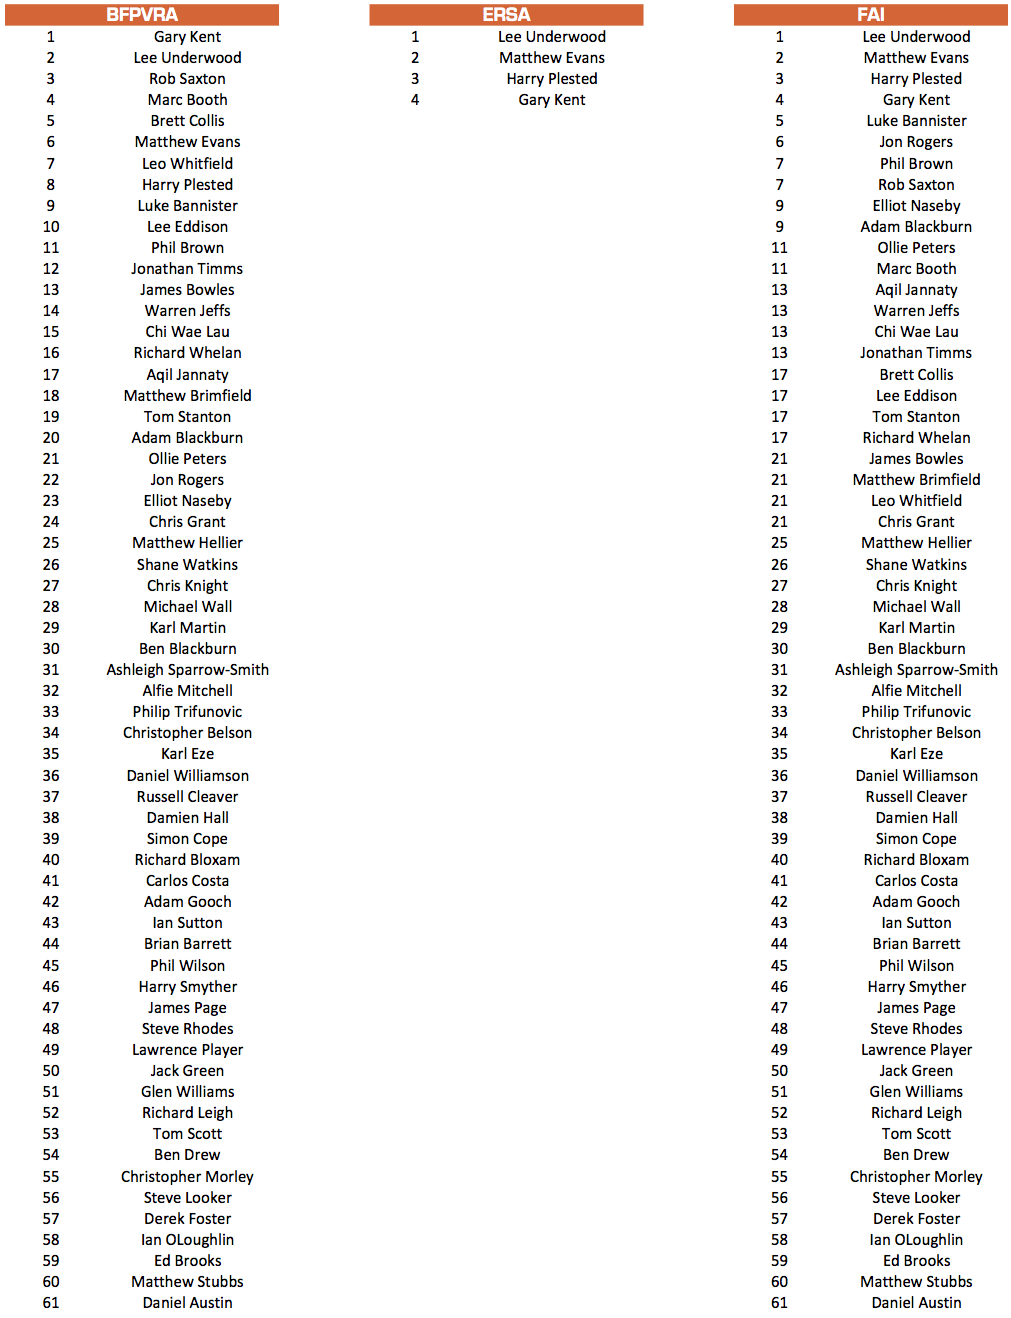 BFPVRA ERSA FAI
1 Gary Kent 1 Lee Underwood 1 Lee Underwood
2 Lee Underwood 2 Matthew Evans 2 Matthew Evans
3 Rob Saxton 3 Harry Plested 3 Harry Plested
4 Marc Booth 4 Gary Kent 4 Gary Kent
5 Brett Collis 5 Luke Bannister
6 Matthew Evans 6 Jon Rogers
7 Leo Whitfield 7 Phil Brown
8 Harry Plested 7 Rob Saxton
9 Luke Bannister 9 Elliot Naseby
10 Lee Eddison 9 Adam Blackburn
11 Phil Brown 11 Ollie Peters
12 Jonathan Timms 11 Marc Booth
13 James Bowles 13 Aqil Jannaty
14 Warren Jeffs 13 Warren Jeffs
15 Chi Wae Lau 13 Chi Wae Lau
16 Richard Whelan 13 Jonathan Timms
17 Aqil Jannaty 17 Brett Collis
18 Matthew Brimfield 17 Lee Eddison
19 Tom Stanton 17 Tom Stanton
20 Adam Blackburn 17 Richard Whelan
21 Ollie Peters 21 James Bowles
22 Jon Rogers 21 Matthew Brimfield
23 Elliot Naseby 21 Leo Whitfield
24 Chris Grant 21 Chris Grant
25 Matthew Hellier 25 Matthew Hellier
26 Shane Watkins 26 Shane Watkins
27 Chris Knight 27 Chris Knight
28 Michael Wall 28 Michael Wall
29 Karl Martin 29 Karl Martin
30 Ben Blackburn 30 Ben Blackburn
31 Ashleigh Sparrow-Smith 31 Ashleigh Sparrow-Smith
32 Alfie Mitchell 32 Alfie Mitchell
33 Philip Trifunovic 33 Philip Trifunovic
34 Christopher Belson 34 Christopher Belson
35 Karl Eze 35 Karl Eze
36 Daniel Williamson 36 Daniel Williamson
37 Russell Cleaver 37 Russell Cleaver
38 Damien Hall 38 Damien Hall
39 Simon Cope 39 Simon Cope
40 Richard Bloxam 40 Richard Bloxam
41 Carlos Costa 41 Carlos Costa
42 Adam Gooch 42 Adam Gooch
43 Ian Sutton 43 Ian Sutton
44 Brian Barrett 44 Brian Barrett
45 Phil Wilson 45 Phil Wilson
46 Harry Smyther 46 Harry Smyther
47 James Page 47 James Page
48 Steve Rhodes 48 Steve Rhodes
49 Lawrence Player 49 Lawrence Player
50 Jack Green 50 Jack Green
51 Glen Williams 51 Glen Williams
52 Richard Leigh 52 Richard Leigh
53 Tom Scott 53 Tom Scott
54 Ben Drew 54 Ben Drew
55 Christopher Morley 55 Christopher Morley
56 Steve Looker 56 Steve Looker
57 Derek Foster 57 Derek Foster
58 Ian OLoughlin 58 Ian OLoughlin
59 Ed Brooks 59 Ed Brooks
60 Matthew Stubbs 60 Matthew Stubbs
61 Daniel Austin 61 Daniel Austin